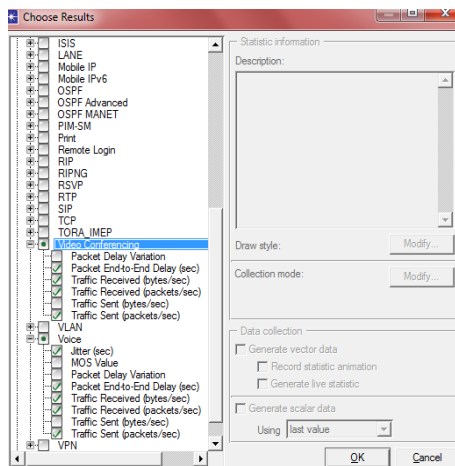 Choose Results
ISIS
LANE
Mobile IP
Mobile IPv6
OSPF
OSPF Advanced
OSPF MANET
PIM-SM
Print
Remote Login
RIP
RIPNG
RSVP
RTP
SIP
TCP
TORA_IMEP
Video Conferencing
Packet Delay Variation
Packet End-to-End Delay (sec)
Traffic Received (bytes/sec)
Traffic Received (packets/sec)
Traffic Sent (bytes/sec)
Traffic Sent (packets/sec)
VLAN
Voice
Jitter (sec)
MOS Value
Packet Delay Variation
Packet End-to-End Delay (sec)
Traffic Received (bytes/sec)
Traffic Received (packets/sec)
Traffic Sent (bytes/sec)
Traffic Sent (packets/sec)
VPN
Statistic information
Description:
Draw style:
Modify...
Collection mode:
Modify...
Data collection
Generate vector data
Record statistic animation
Generate live statistic
Generate scalar data
Using last value
OK
Cancel